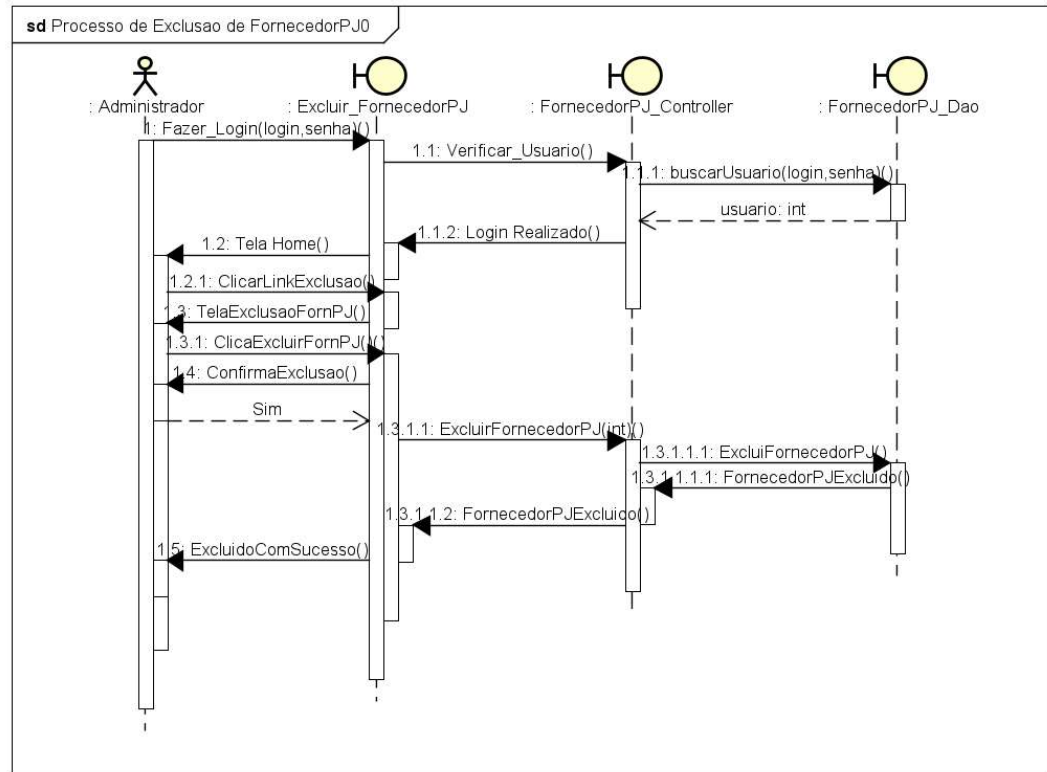 sd Processo de Exclusao de FornecedorPJ0
: Administrador
: Excluir_FornecedorPJ
: FornecedorPJ_Controller
: FornecedorPJ_Dao
1: Fazer_Login(login,senha)()
1.1: Verificar_Usuario()
1.1.1: buscarUsuario(login,senha)()
usuario: int
1.1.2: Login Realizado()
1.2: Tela Home()
1.2.1: ClicarLinkExclusao()
1.3: TelaExclusaoFornPJ()
1.3.1: ClicaExcluirFornPJ()()
1.4: ConfirmaExclusao()
Sim
1.3.1.1: ExcluirFornecedorPJ(int)()
1.3.1.1.1: ExcluiFornecedorPJ()
1.3.1.1.1.1: FornecedorPJExcluido()
1.3.1.1.2: FornecedorPJExcluido()
1.5: ExcluidoComSucesso()